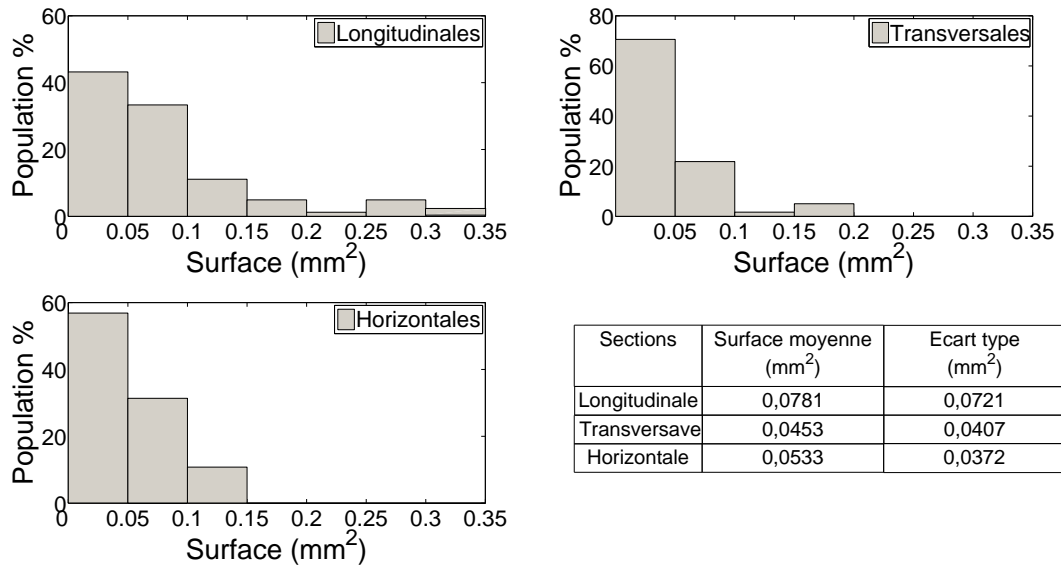 60
40
20
0
Population %
Longitudinales
0 0.05 0.1 0.15 0.2 0.25 0.3 0.35
Surface (mm²)
80
60
40
20
0
Population %
Transversales
0.05 0.1 0.15 0.2 0.25 0.3 0.35
Surface (mm²)
60
40
20
0
Population %
Horizontales
0 0.05 0.1 0.15 0.2 0.25 0.3 0.35
Surface (mm²)
Sections Surface moyenne Ecart type
(mm²) (mm²)
Longitudinale 0,0781 0,0721
Transversave 0,0453 0,0407
Horizontale 0,0533 0,0372